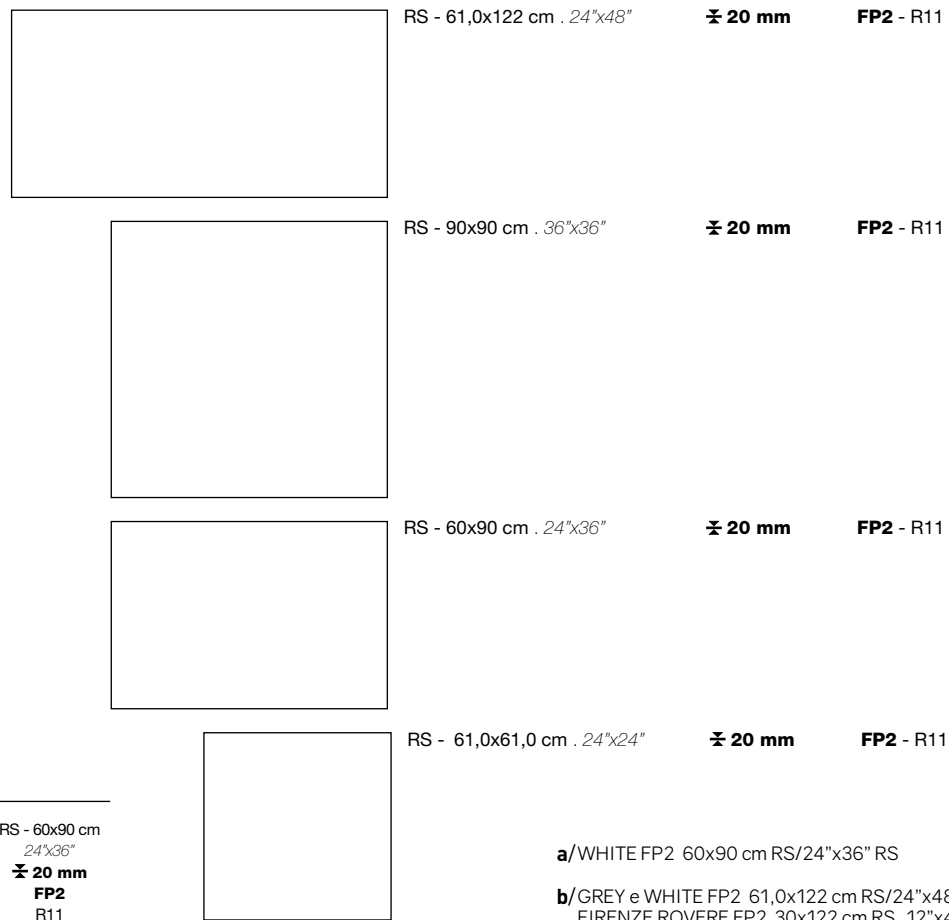 RS - 61,0x122 cm . 24"x48" 20 mm FP2 - R11
RS - 90x90 cm . 36"x36" 20 mm FP2 - R11
RS - 60x90 cm . 24"x36" 20 mm FP2 - R11
RS - 61,0x61,0 cm . 24"x24" 20 mm FP2 - R11
RS - 60x90 cm
24"x36"
20 mm
FP2
R11
a/WHITE FP2 60x90 cm RS/24"x36" RS
b/GREY e WHITE FP2 61,0x122 cm RS/24"x48
FIRENZE ROVERE FP2 30x122 cm RS